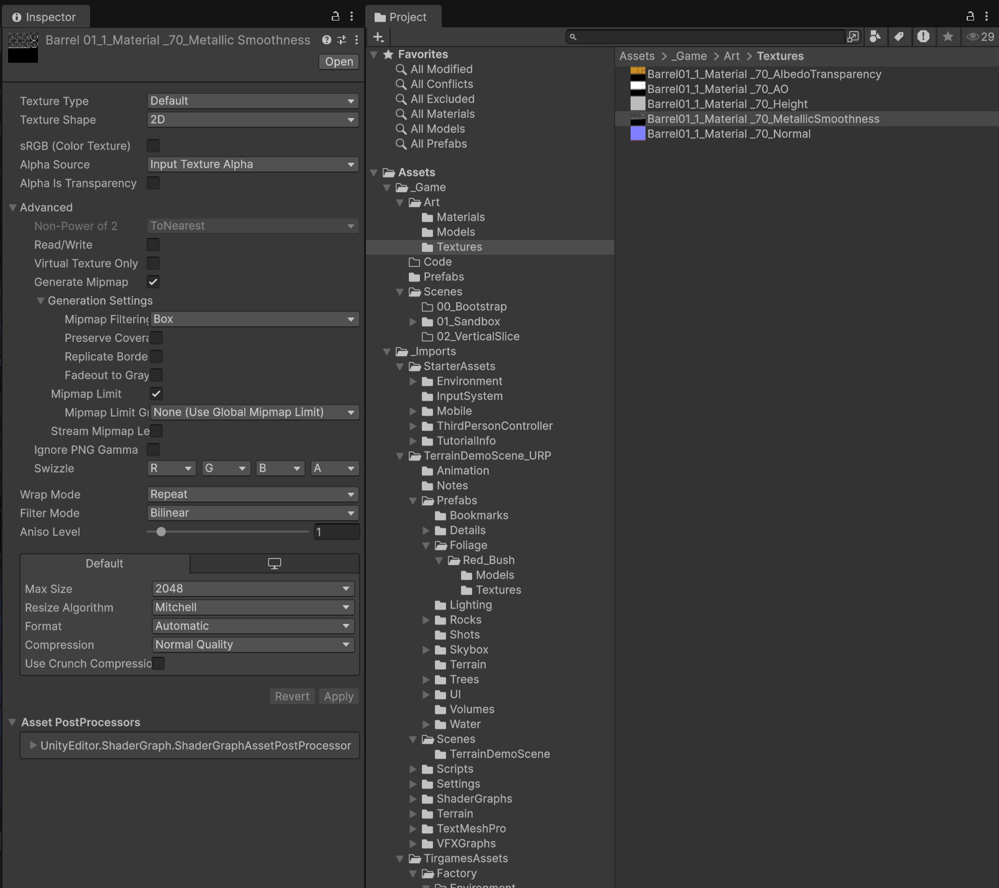 Inspector
Barrel 01_1_Material _70_Metallic Smoothness
Open
Texture Type Default
Texture Shape 2D
sRGB (Color Texture)
Alpha Source Input Texture Alpha
Alpha Is Transparency
Advanced
Non-Power of 2 ToNearest
Read/Write
Virtual Texture Only
Generate Mipmap
Generation Settings
Mipmap Filtering Box
Preserve Covera
Replicate Borde
Fadeout to Gray
Mipmap Limit
Mipmap Limit Gr None (Use Global Mipmap Limit)
Stream Mipmap Le
Ignore PNG Gamma
Swizzle R G B A
Wrap Mode Repeat
Filter Mode Bilinear
Aniso Level 1
Default
Max Size 2048
Resize Algorithm Mitchell
Format Automatic
Compression Normal Quality
Use Crunch Compressio
Revert Apply
Asset PostProcessors
UnityEditor.ShaderGraph.ShaderGraphAssetPostProcessor
Project
29
Favorites
All Modified
All Conflicts
All Excluded
All Materials
All Models
All Prefabs
Assets
_Game
Art
Materials
Models
Textures
Code
Prefabs
Scenes
00_Bootstrap
01_Sandbox
02_VerticalSlice
_Imports
StarterAssets
Environment
InputSystem
Mobile
ThirdPersonController
TutorialInfo
TerrainDemoScene_URP
Animation
Notes
Prefabs
Bookmarks
Details
Foliage
Red_Bush
Models
Textures
Lighting
Rocks
Shots
Skybox
Terrain
Trees
UI
Volumes
Water
Scenes
TerrainDemoScene
Scripts
Settings
ShaderGraphs
Terrain
TextMeshPro
VFXGraphs
TirgamesAssets
Factory
Environment
Assets > _Game > Art > Textures
Barrel01_1_Material _70_AlbedoTransparency
Barrel01_1_Material _70_AO
Barrel01_1_Material _70_Height
Barrel01_1_Material _70_MetallicSmoothness
Barrel01_1_Material _70_Normal